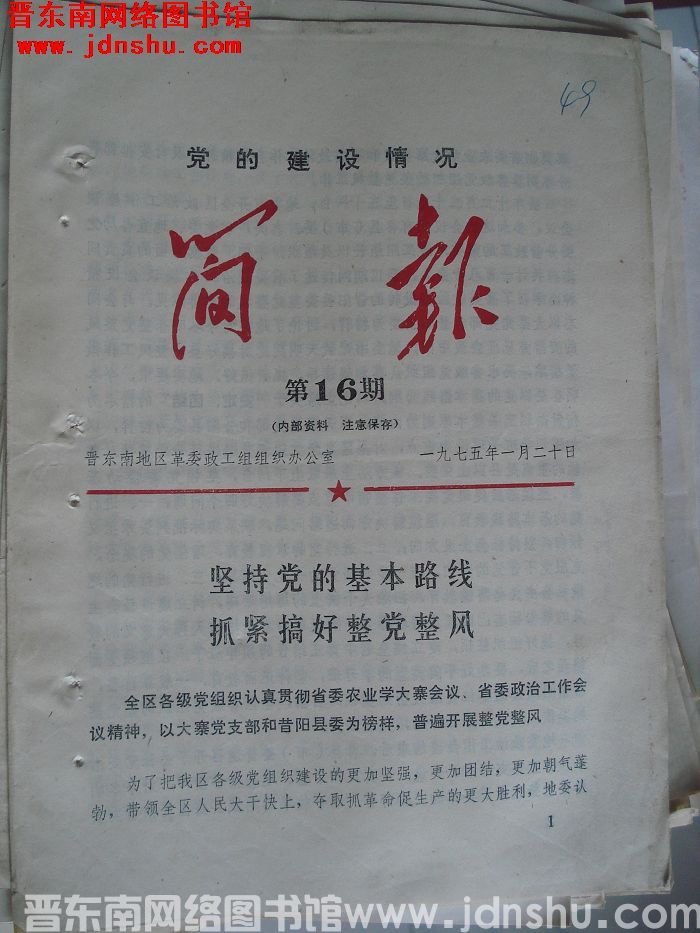 晋东南网络图书馆
www.jdnshu.com
49
党的建设情况
简报
第16期
(内部资料 注意保存)
晋东南地区革委政工组组织办公室 一九七五年一月二十日
坚持党的基本路线
抓紧搞好整党整风
全区各级党组织认真贯彻省委农业学大寨会议、省委政治工作会
议精神，以大寨党支部和昔阳县委为榜样，普遍开展整党整风
为了把我区各级党组织建设的更加坚强，更加团结，更加朝气蓬
勃，带领全区人民大干快上，夺取抓革命促生产的更大胜利，地委认
1
晋东南网络图书馆www.jdnshu.com